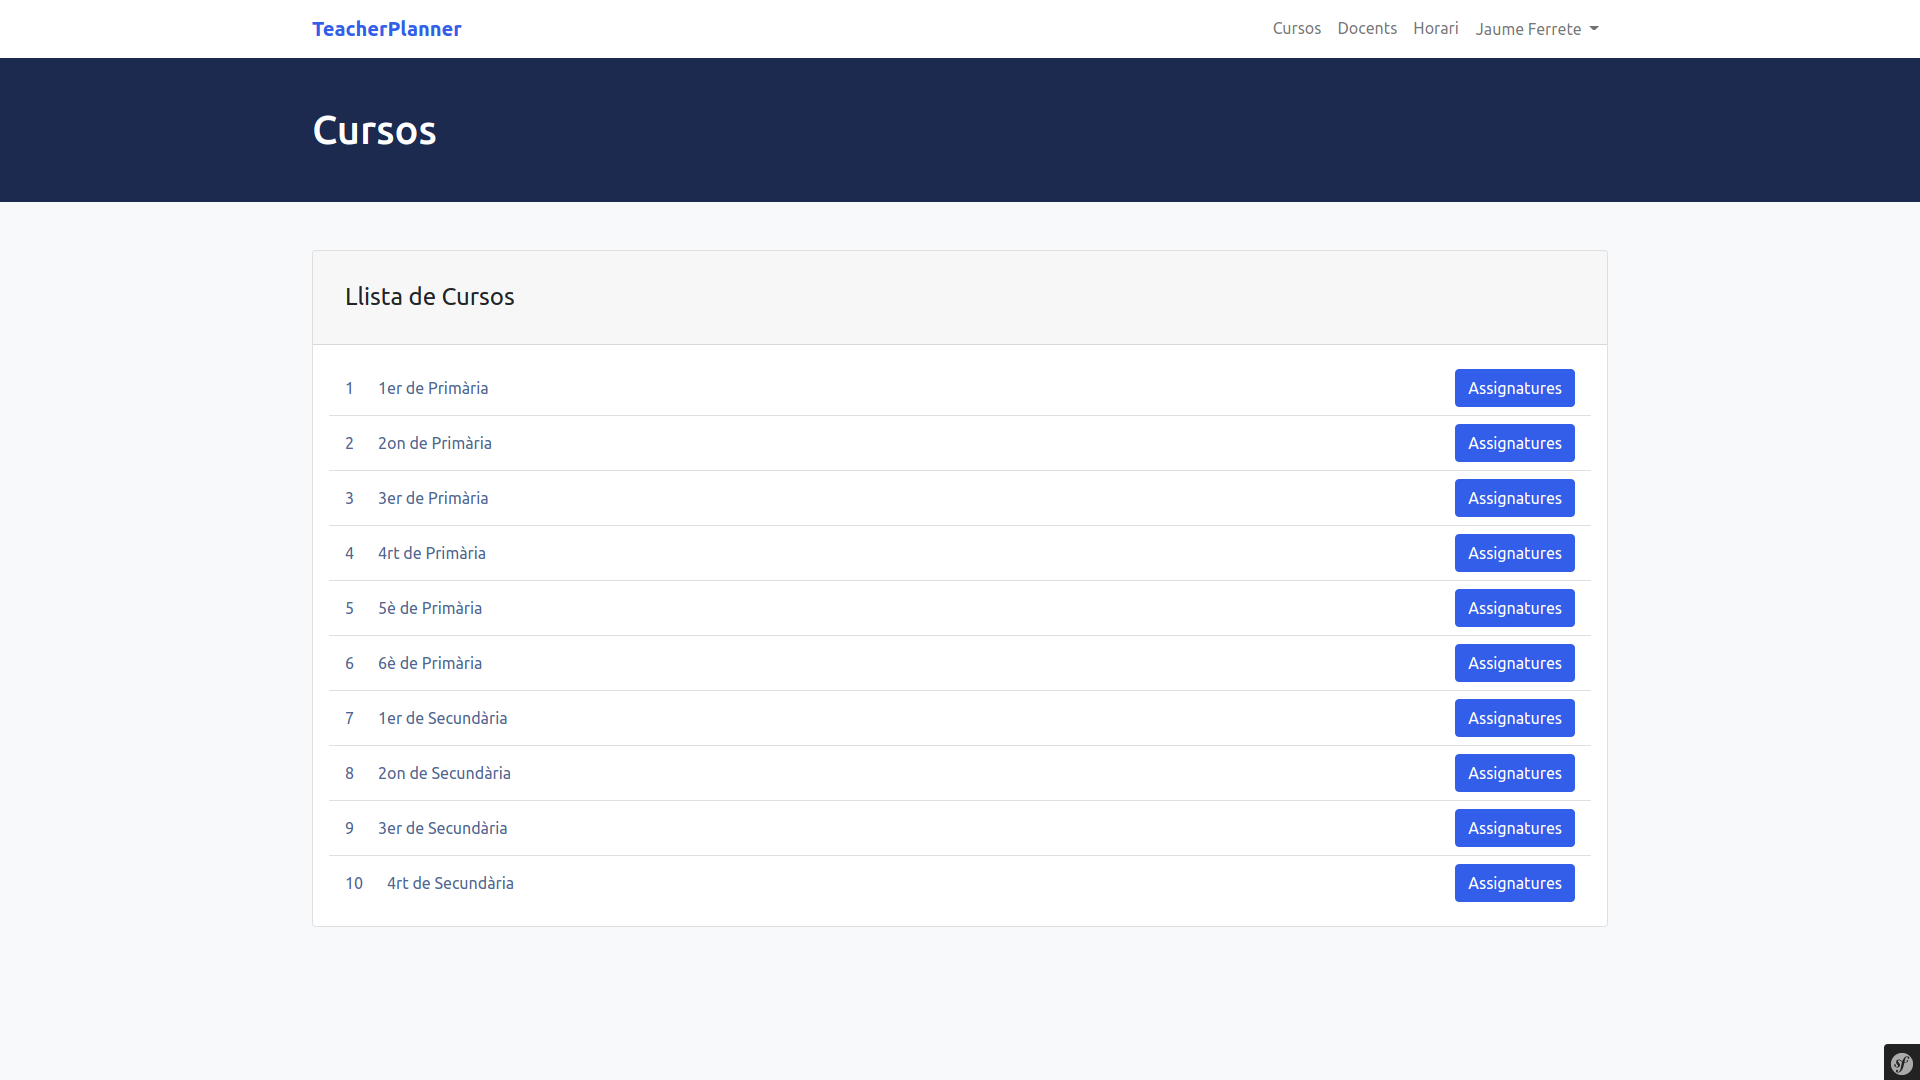 TeacherPlanner Cursos Docents Horari Jaume Ferrete
Cursos
Llista de Cursos
1 1er de Primària Assignatures
2 2on de Primària Assignatures
3 3er de Primària Assignatures
4 4rt de Primària Assignatures
5 5è de Primària Assignatures
6 6è de Primària Assignatures
7 1er de Secundària Assignatures
8 2on de Secundària Assignatures
9 3er de Secundària Assignatures
10 4rt de Secundària Assignatures
sf